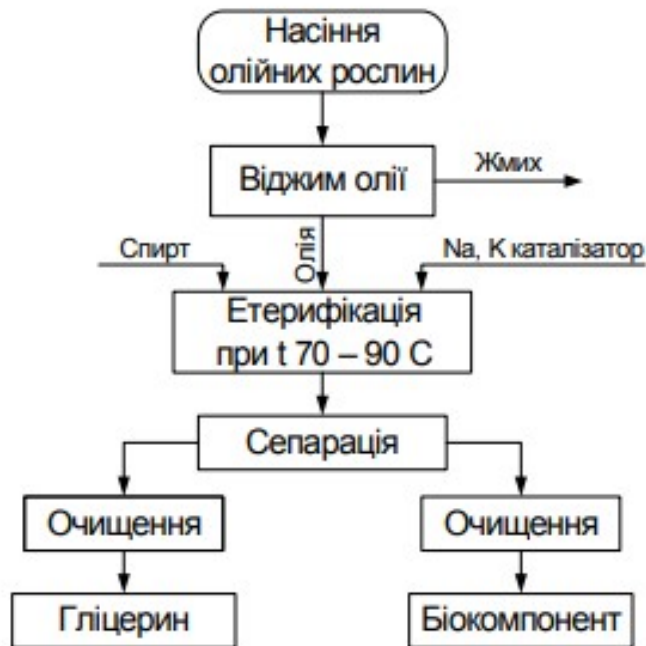 Насіння
олійних рослин
Віджим олії
Жмих
Спирт
Олія
Na, K каталізатор
Етерифікація
при t 70 – 90 С
Сепарація
Очищення
Очищення
Гліцерин
Біокомпонент